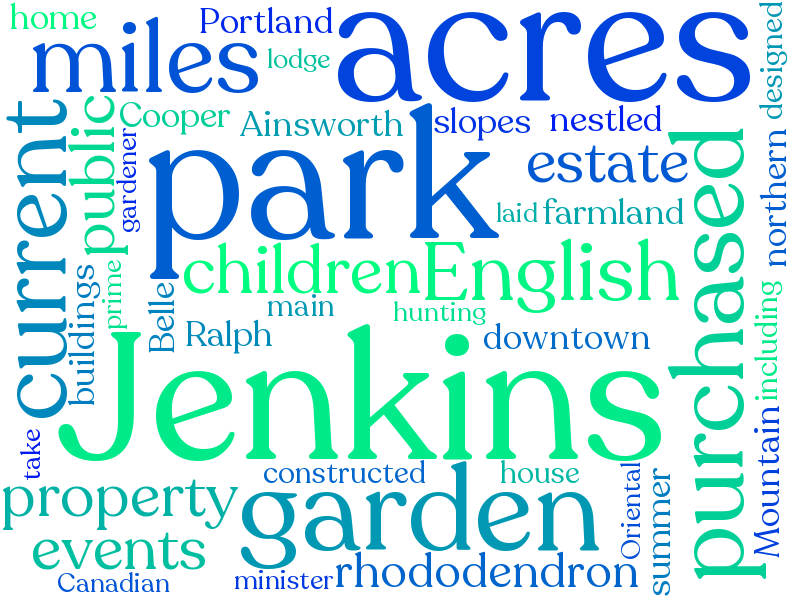 home
Portland
acres
designed
miles
lodge
current
public
Cooper
Ainsworth
slopes
nestled
gardener
park
estate
purchased
northern
laid
farmland
children
English
buildings
prime
Belle
main
hunting
including
Ralph
downtown
Jenkins
take
Mountain
constructed
house
property
garden
Oriental
summer
events
Canadian
minister
rhododendron